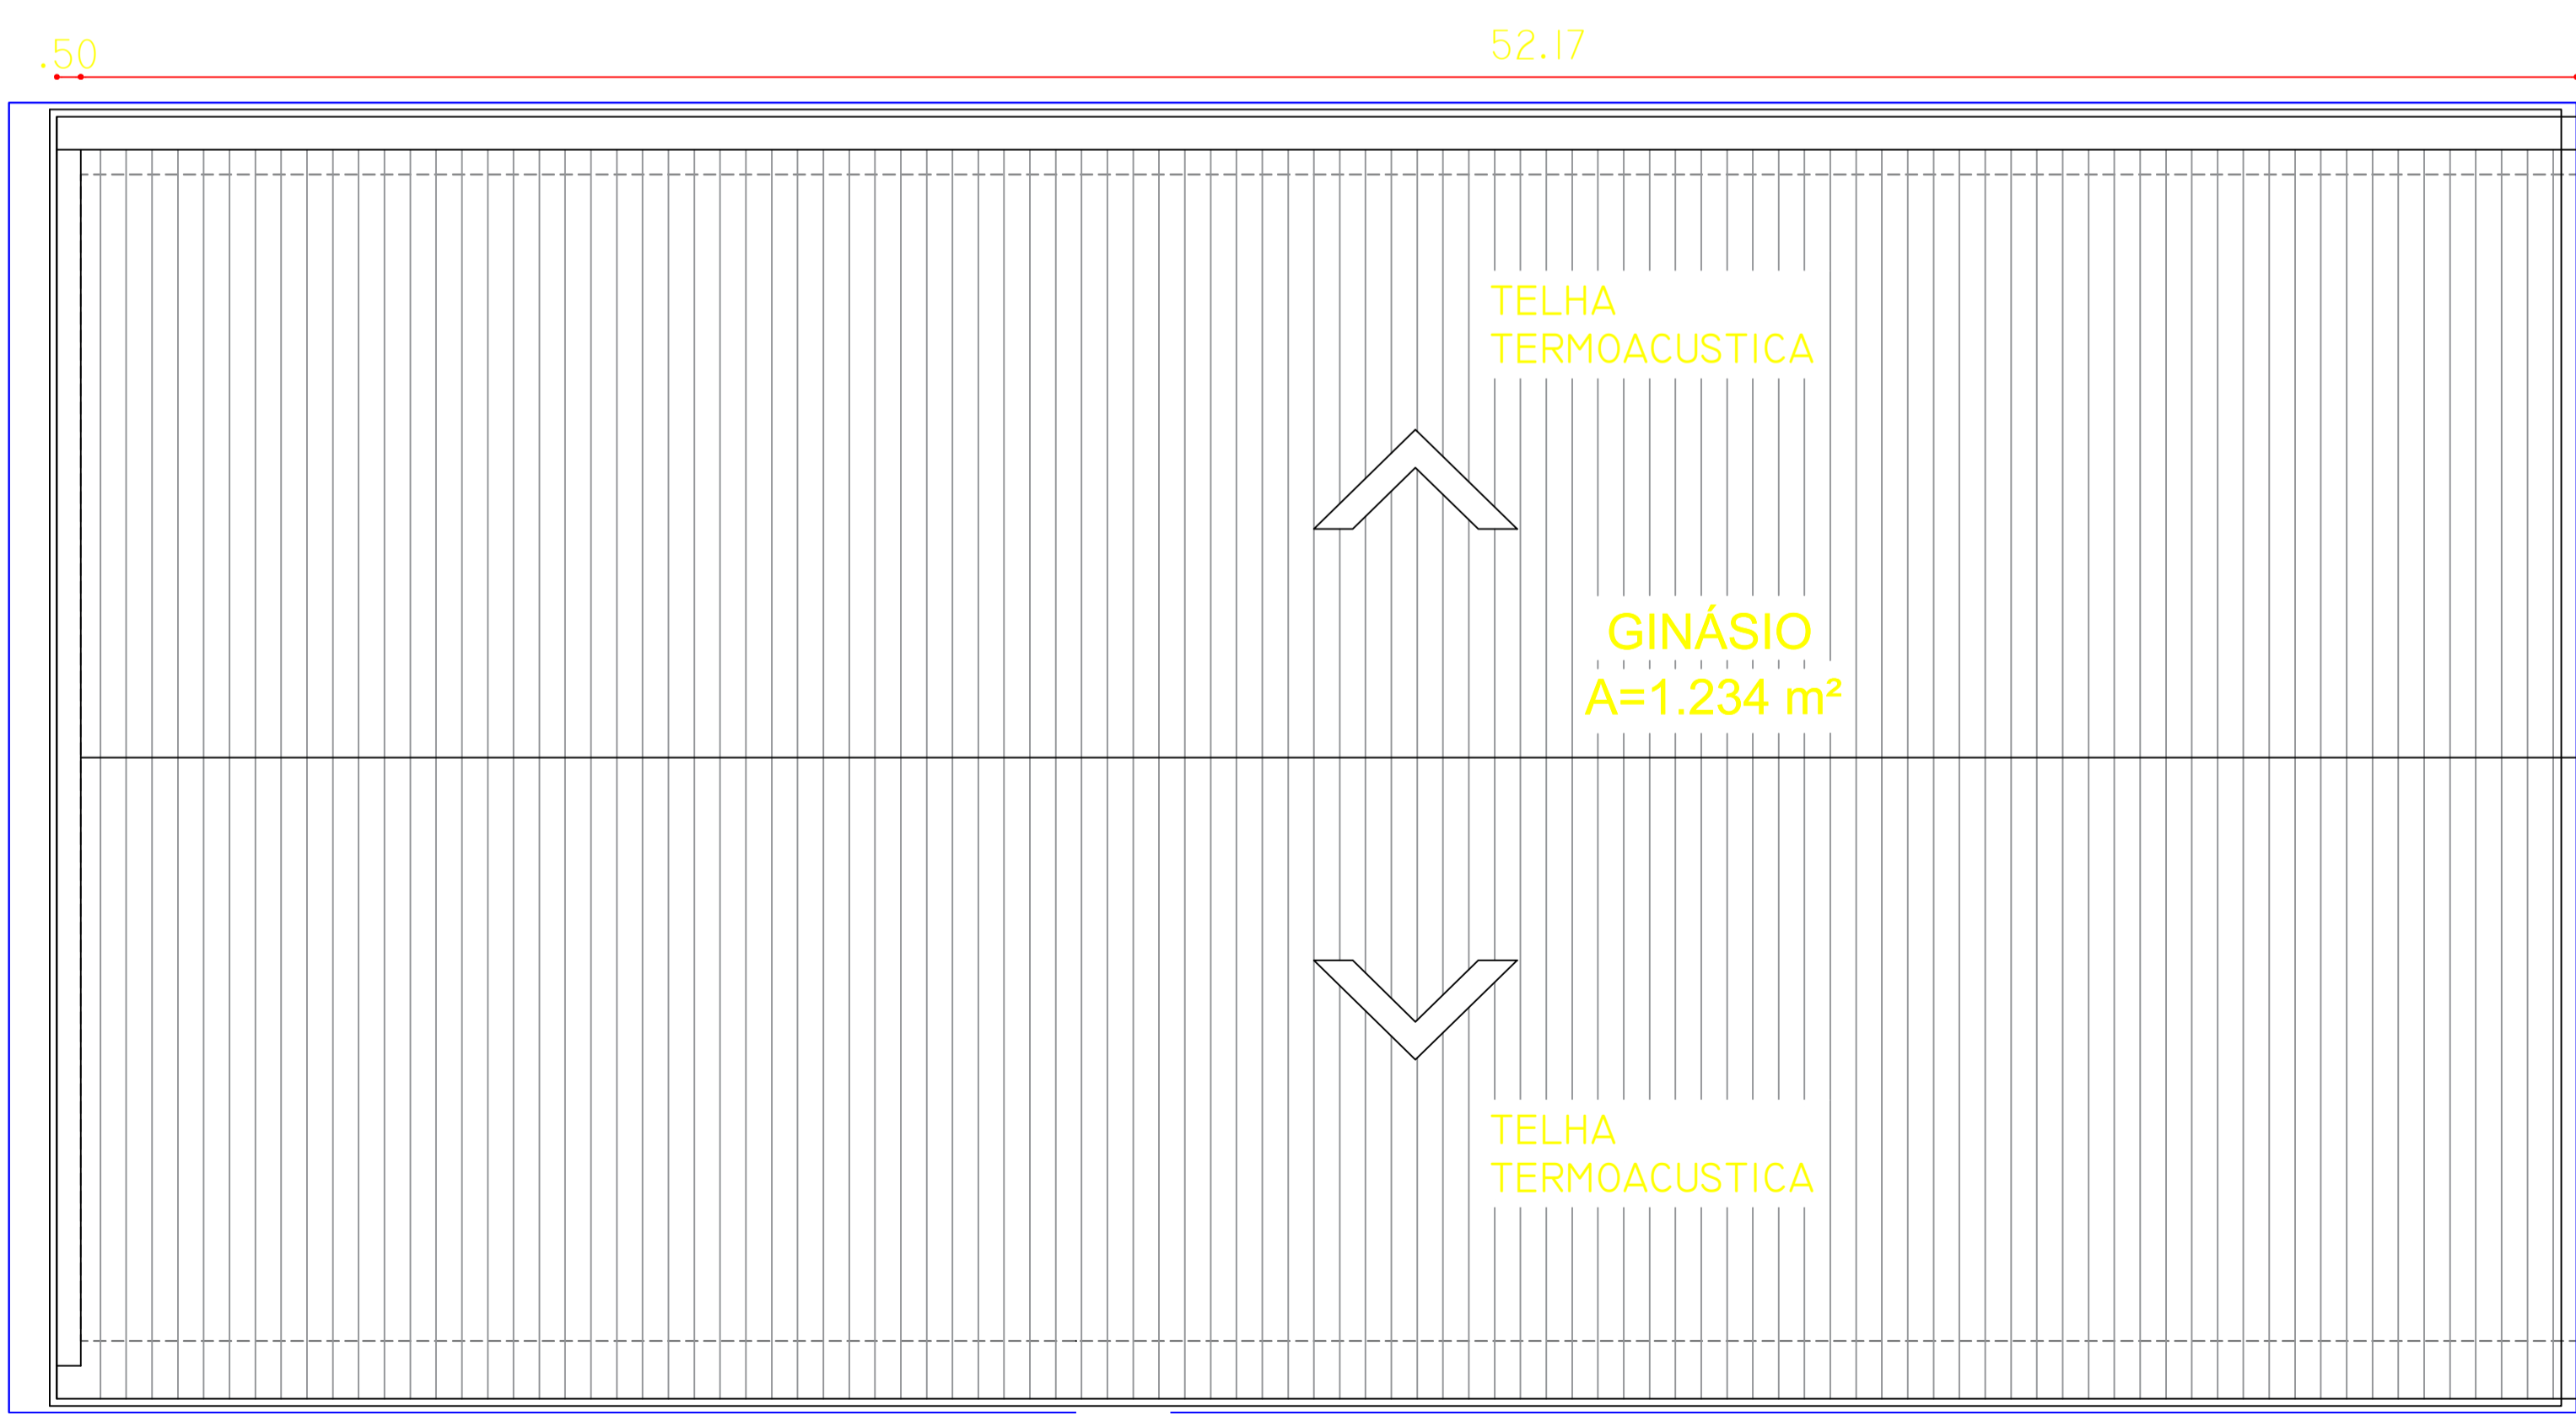 .50
52.17
TELHA
TERMOACUSTICA
GINÁSIO
A=1.234 m²
TELHA
TERMOACUSTICA